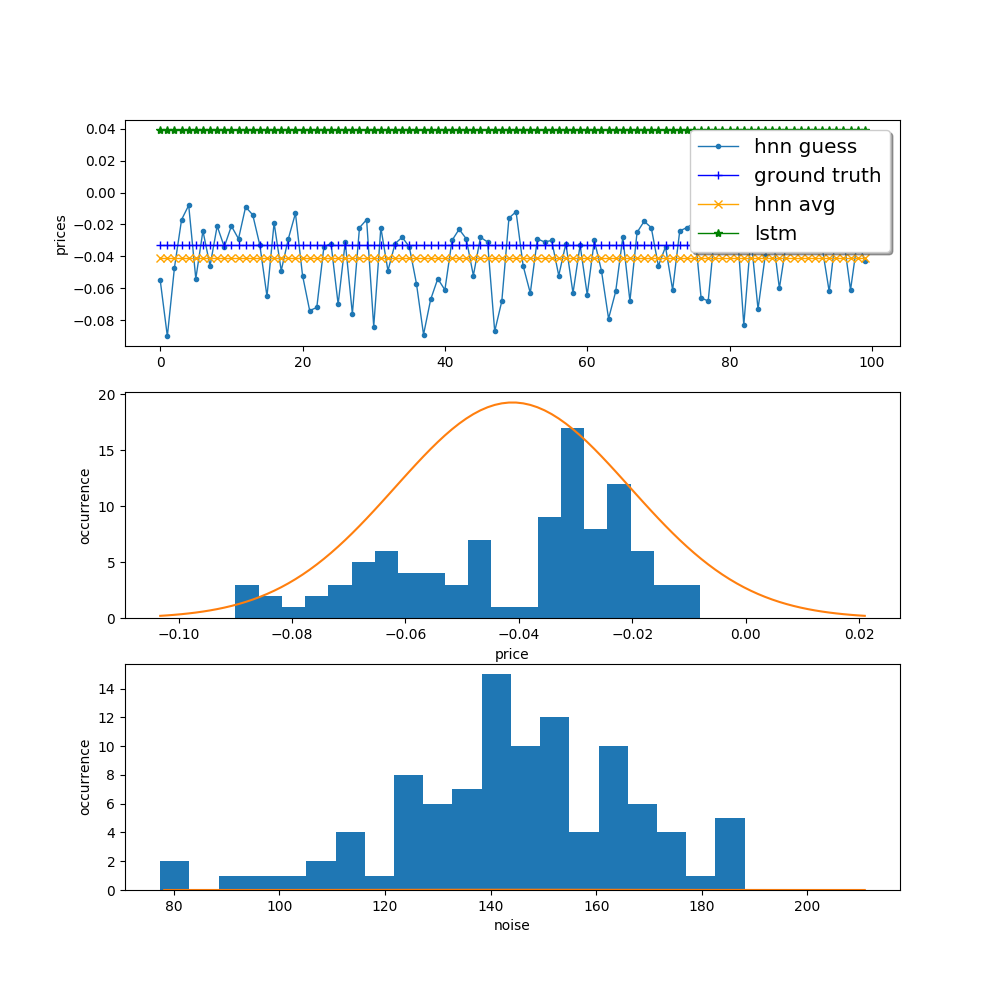 0.04
0.02
0.00
−0.02
−0.04
−0.06
−0.08
prices
hnn guess
ground truth
hnn avg
lstm
0 20 40 60 80 100
20
15
10
5
0
occurrence
−0.10 −0.08 −0.06 −0.04 −0.02 0.00 0.02
price
14
12
10
8
6
4
2
0
occurrence
80 100 120 140 160 180 200
noise